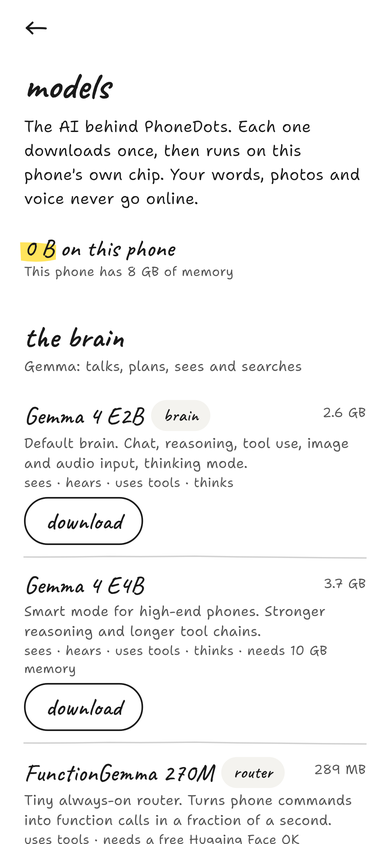 models
The AI behind PhoneDots. Each one
downloads once, then runs on this
phone's own chip. Your words, photos and
voice never go online.
0 B on this phone
This phone has 8 GB of memory
the brain
Gemma: talks, plans, sees and searches
Gemma 4 E2B brain 2.6 GB
Default brain. Chat, reasoning, tool use, image
and audio input, thinking mode.
sees · hears · uses tools · thinks
download
Gemma 4 E4B 3.7 GB
Smart mode for high-end phones. Stronger
reasoning and longer tool chains.
sees · hears · uses tools · thinks · needs 10 GB
memory
download
FunctionGemma 270M router 289 MB
Tiny always-on router. Turns phone commands
into function calls in a fraction of a second.
uses tools · needs a free Hugging Face OK